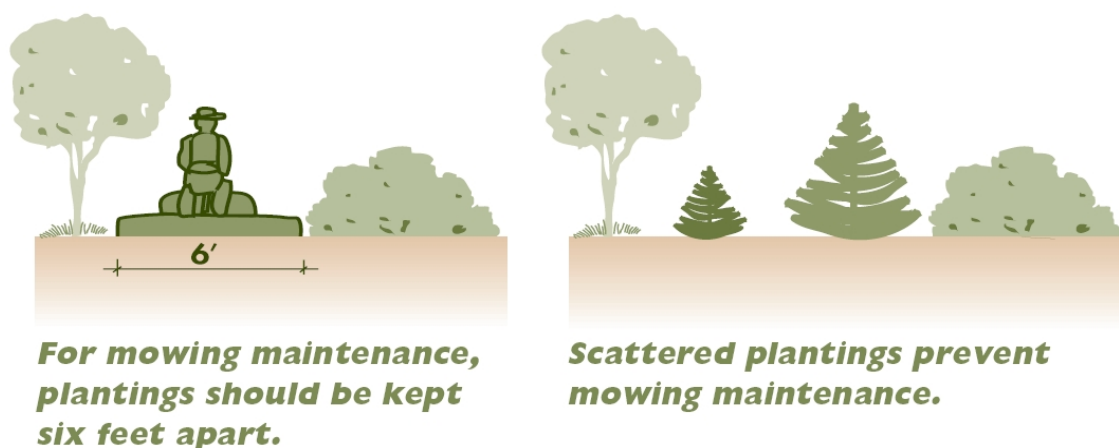 6′
For mowing maintenance,
plantings should be kept
six feet apart.
Scattered plantings prevent
mowing maintenance.